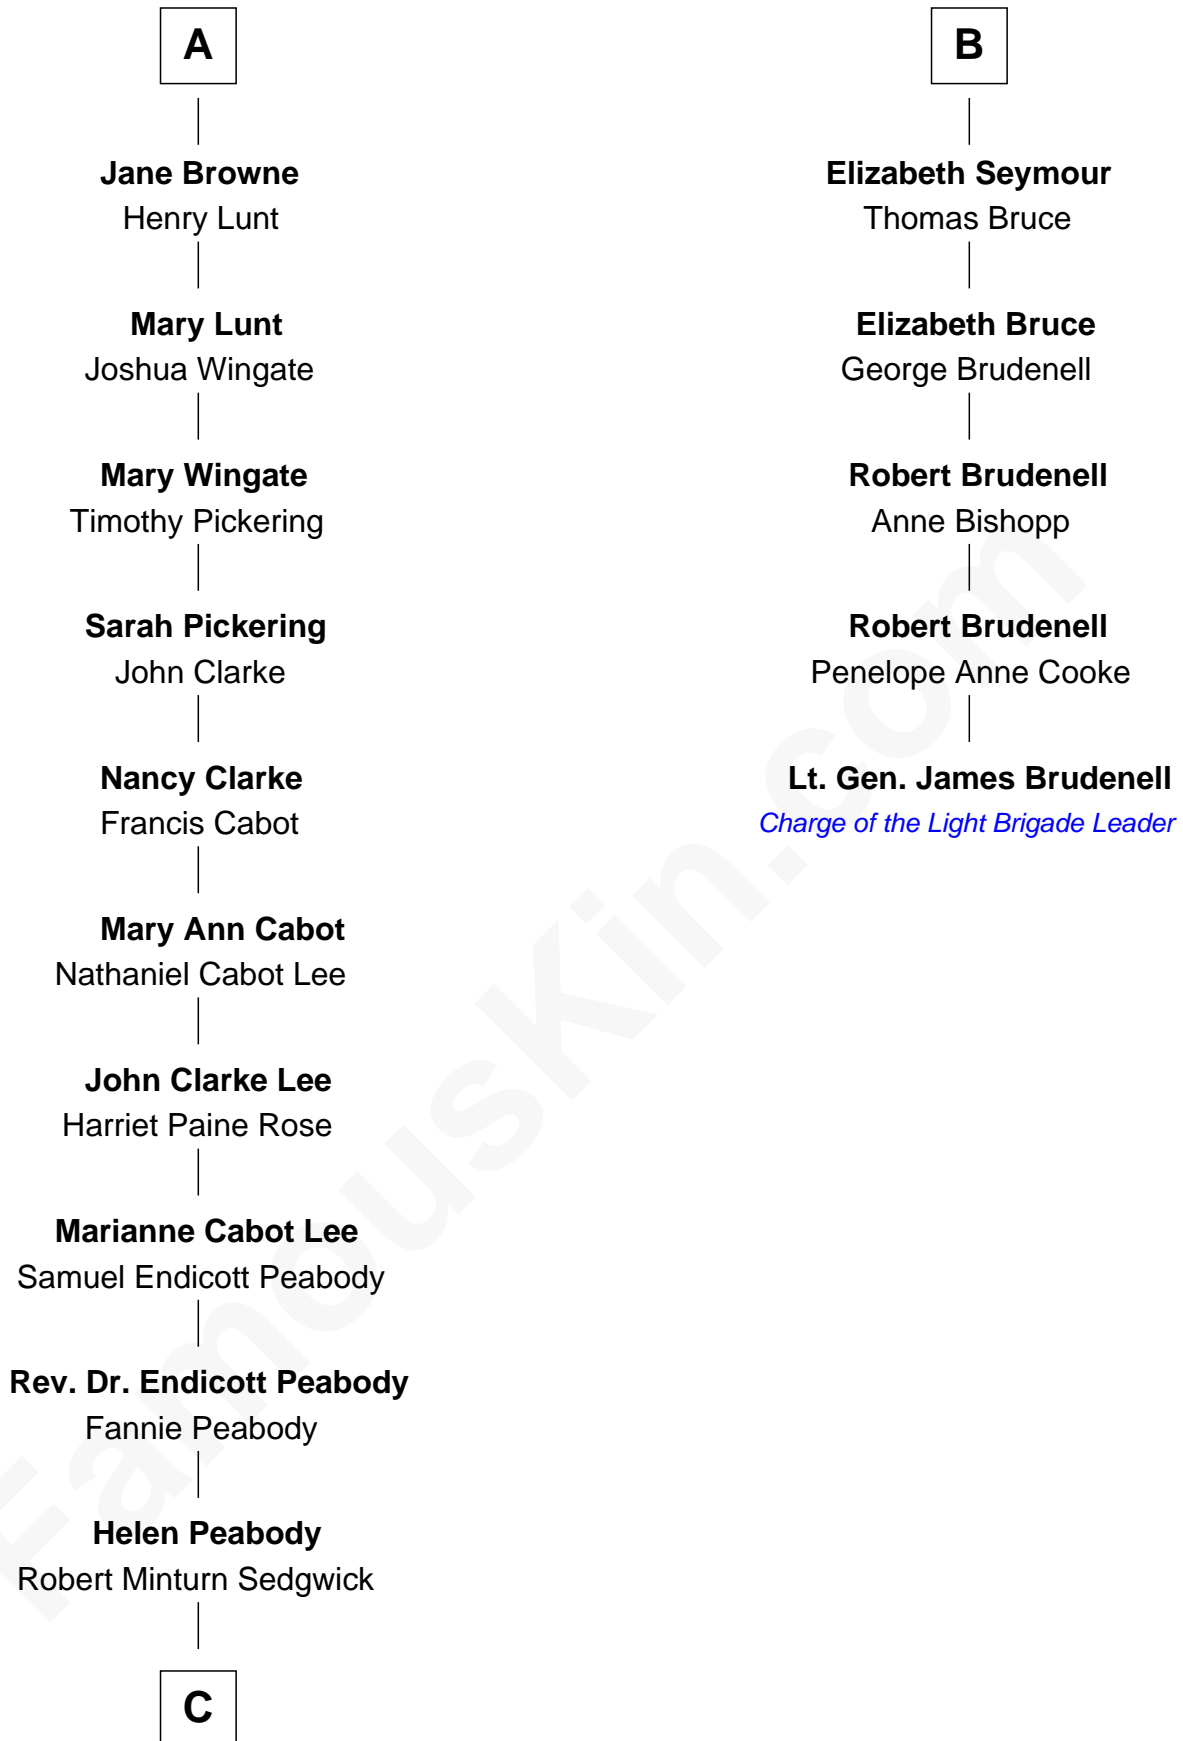 A
Jane Browne
Henry Lunt
Mary Lunt
Joshua Wingate
Mary Wingate
Timothy Pickering
Sarah Pickering
John Clarke
Nancy Clarke
Francis Cabot
Mary Ann Cabot
Nathaniel Cabot Lee
John Clarke Lee
Harriet Paine Rose
Marianne Cabot Lee
Samuel Endicott Peabody
Rev. Dr. Endicott Peabody
Fannie Peabody
Helen Peabody
Robert Minturn Sedgwick
C
B
Elizabeth Seymour
Thomas Bruce
Elizabeth Bruce
George Brudenell
Robert Brudenell
Anne Bishopp
Robert Brudenell
Penelope Anne Cooke
Lt. Gen. James Brudenell
Charge of the Light Brigade Leader
FamousKin.com